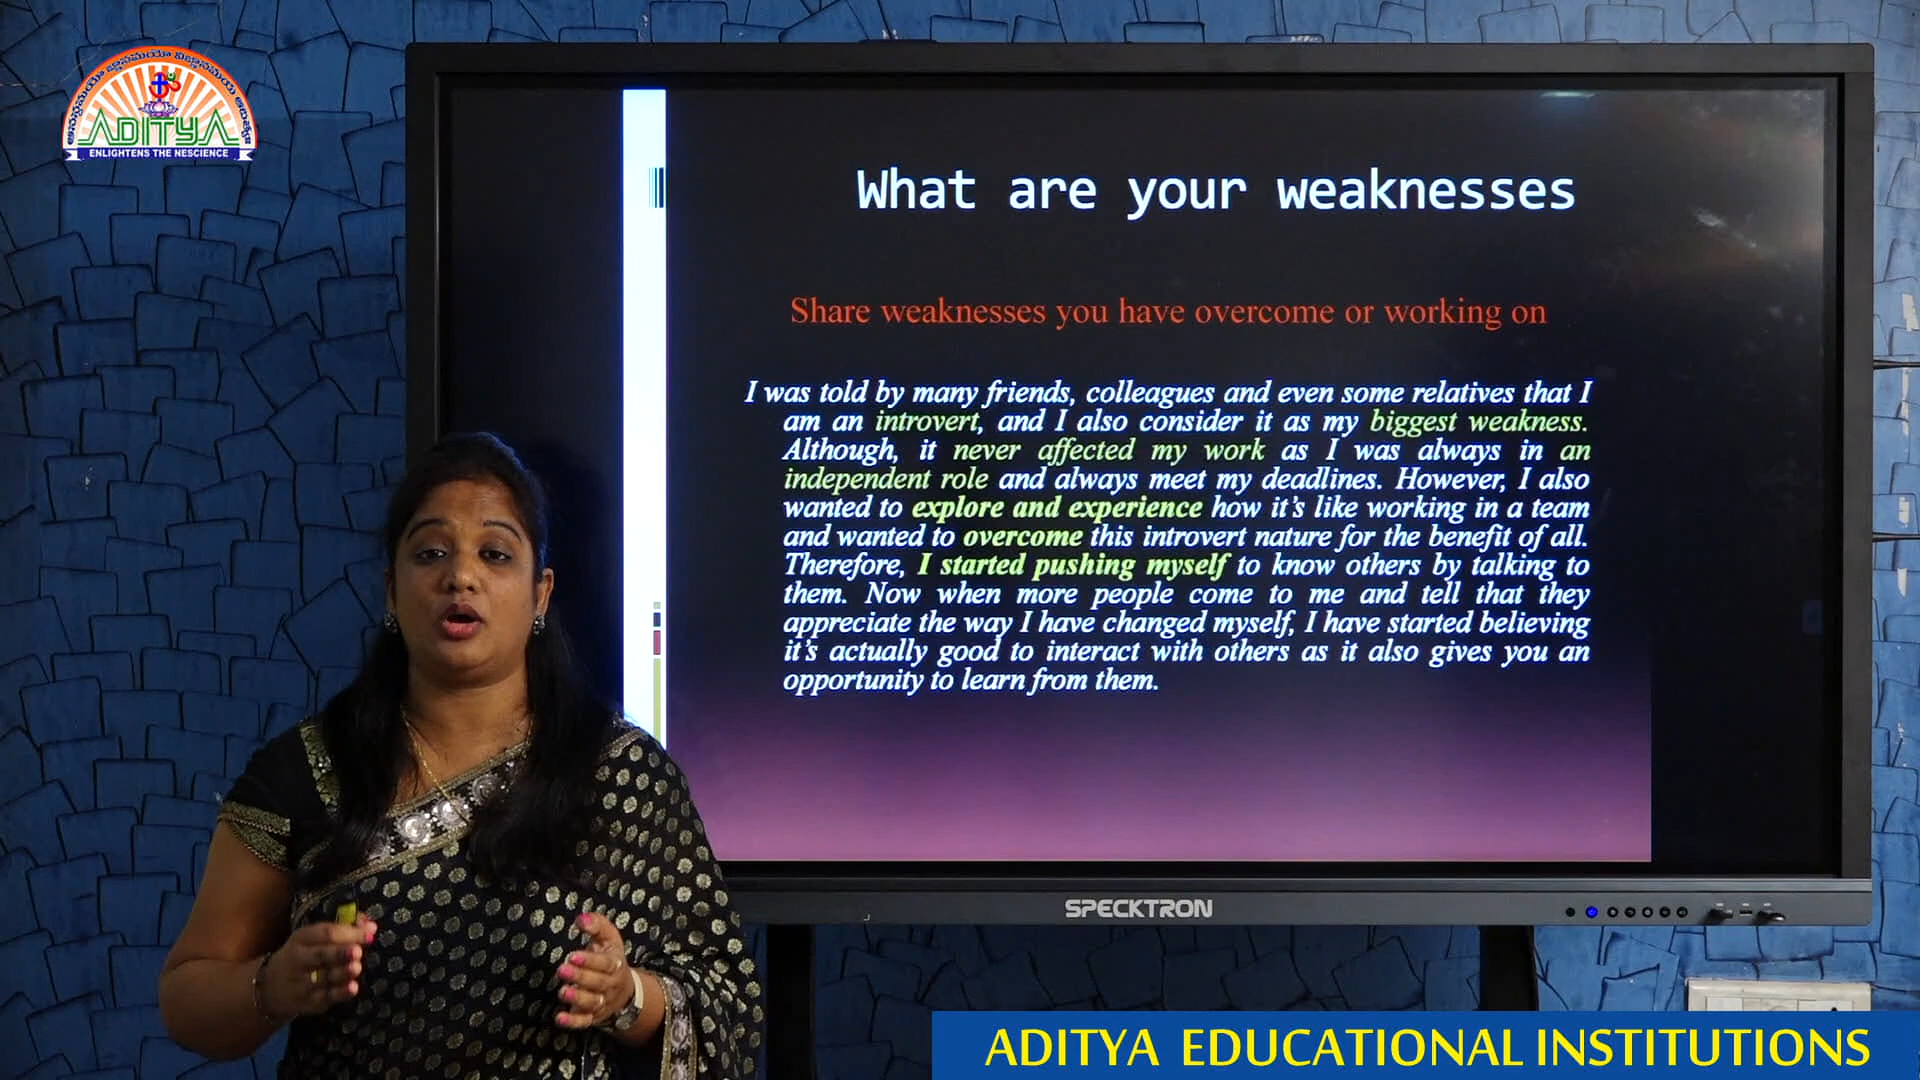 ADITYA
ENLIGHTENS THE NESCIENCE
What are your weaknesses
Share weaknesses you have overcome or working on
I was told by many friends, colleagues and even some relatives that I
am an introvert, and I also consider it as my biggest weakness.
Although, it never affected my work as I was always in an
independent role and always meet my deadlines. However, I also
wanted to explore and experience how it's like working in a team
and wanted to overcome this introvert nature for the benefit of all.
Therefore, I started pushing myself to know others by talking to
them. Now when more people come to me and tell that they
appreciate the way I have changed myself, I have started believing
it's actually good to interact with others as it also gives you an
opportunity to learn from them.
SPECKTRON
ADITYA EDUCATIONAL INSTITUTIONS